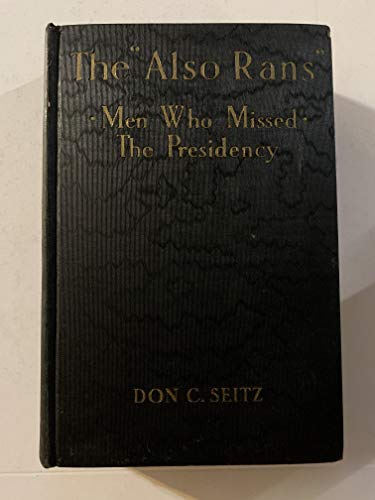 The "Also Rans"
· Men Who Missed ·
The Presidency
DON C. SEITZ